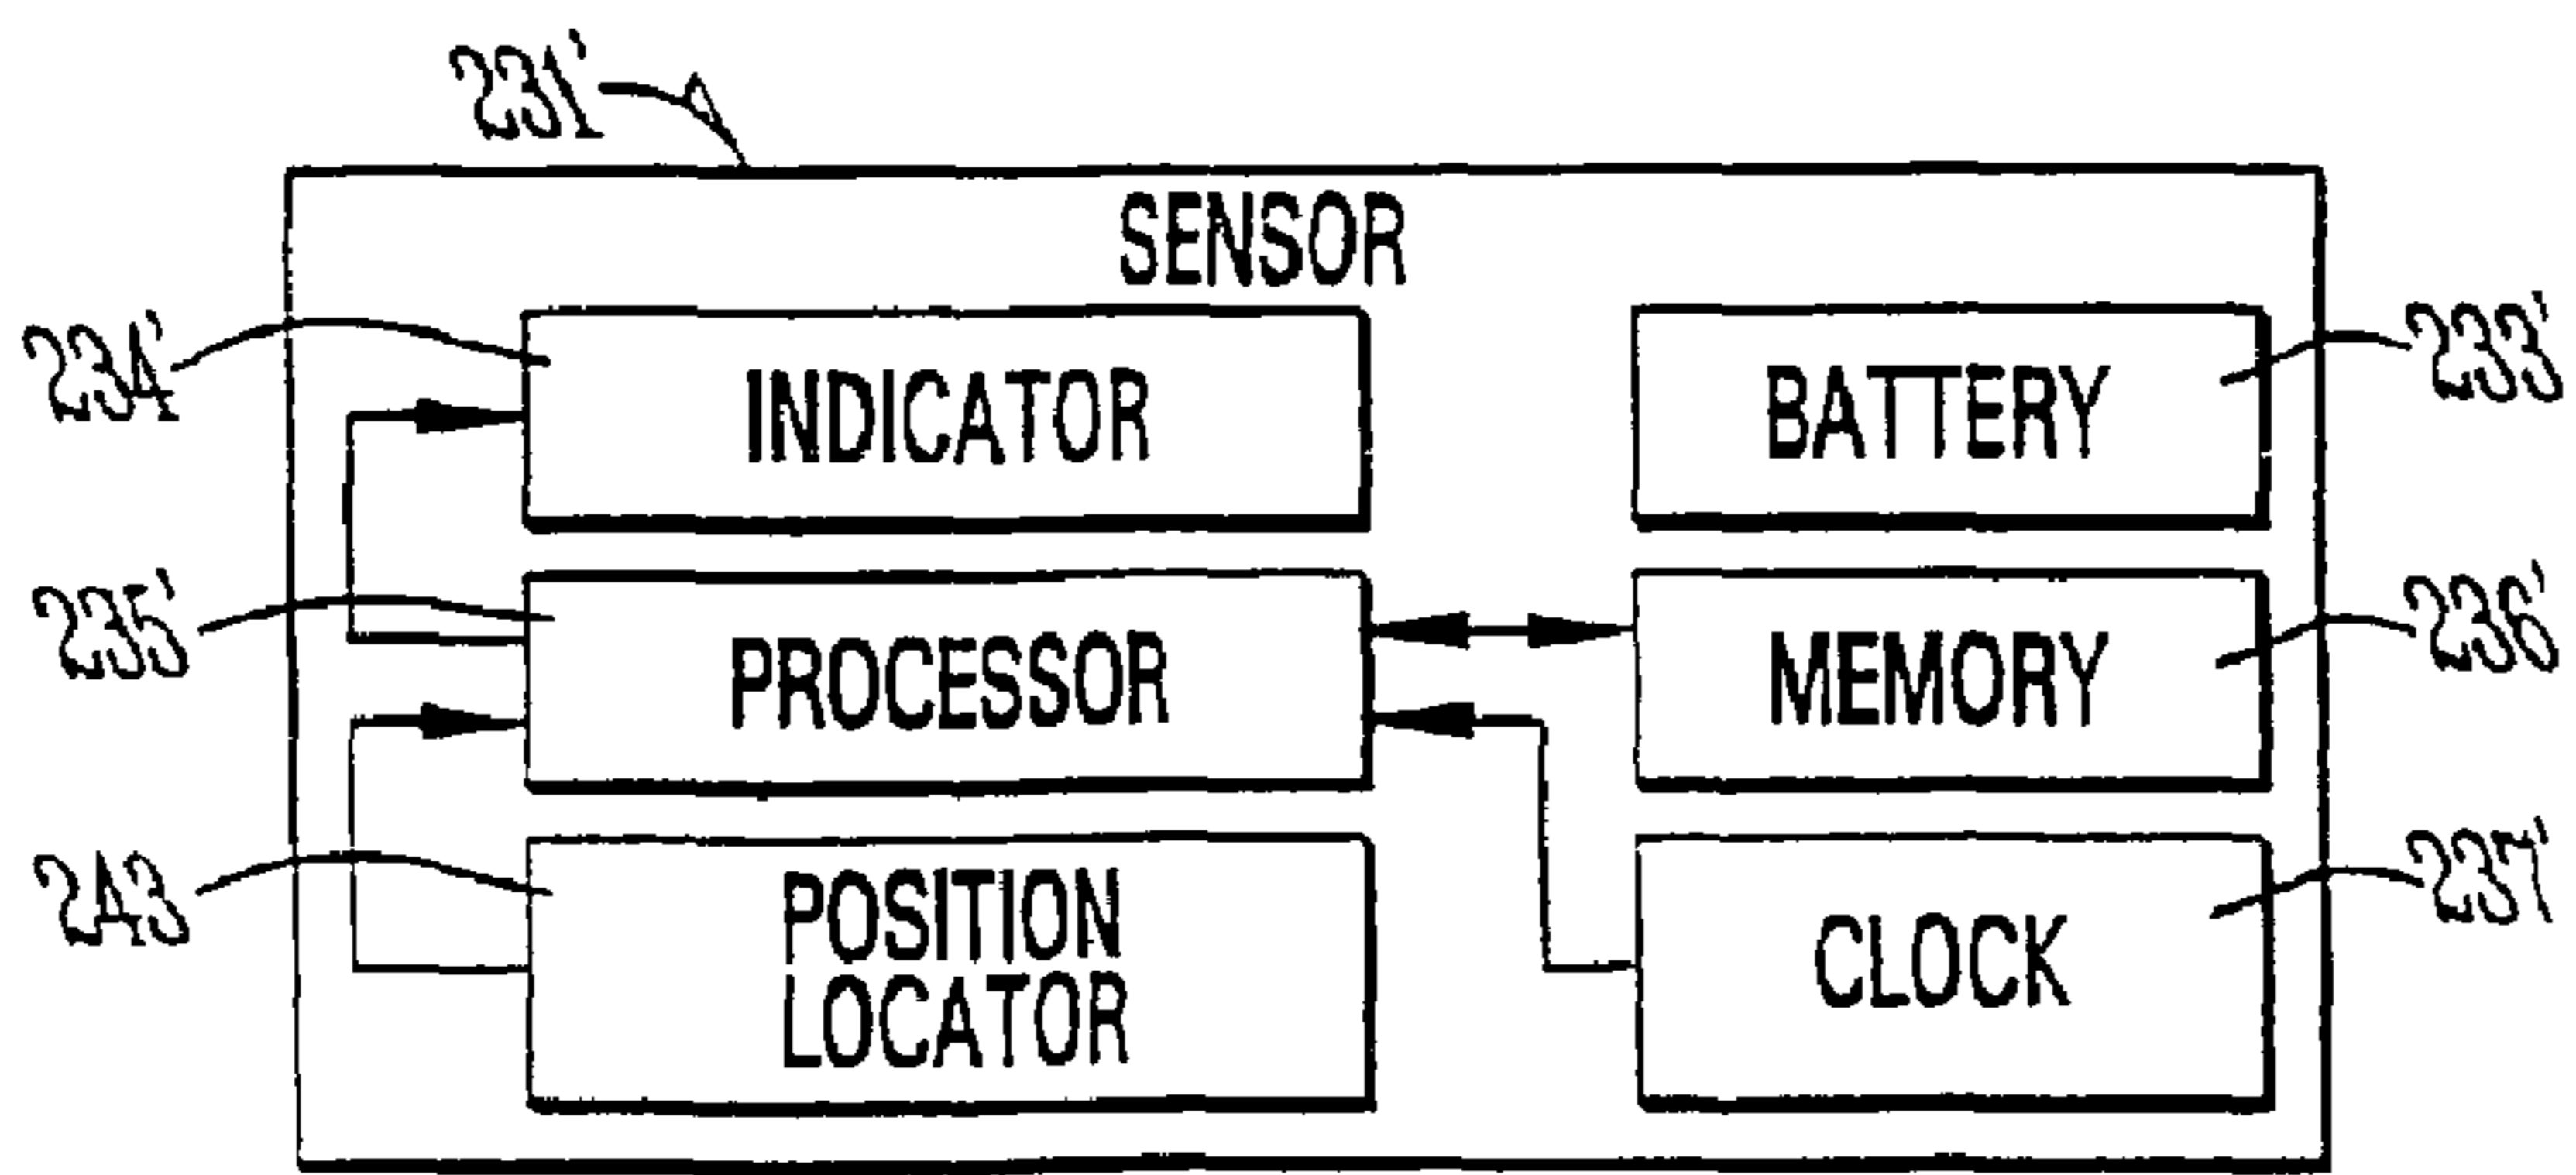 231'
SENSOR
234'
INDICATOR
BATTERY
233'
235'
PROCESSOR
MEMORY
236'
243
POSITION
LOCATOR
CLOCK
237'